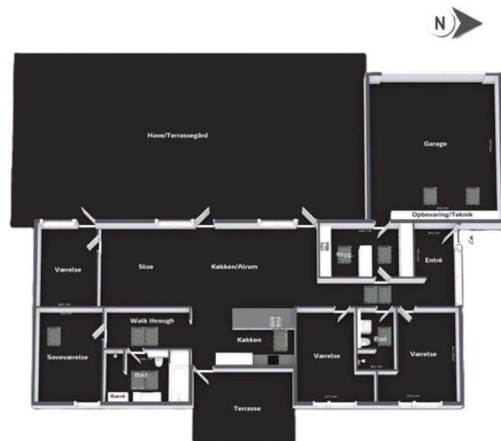 N
Have/Terrassegård
Garage
Opbevaring/Teknik
Bryg.
Entré
Værelse
Stue
Køkken/Alrum
Walk through
Køkken
Soveværelse
Bad
Bænk
Værelse
Bad
Værelse
Terrasse